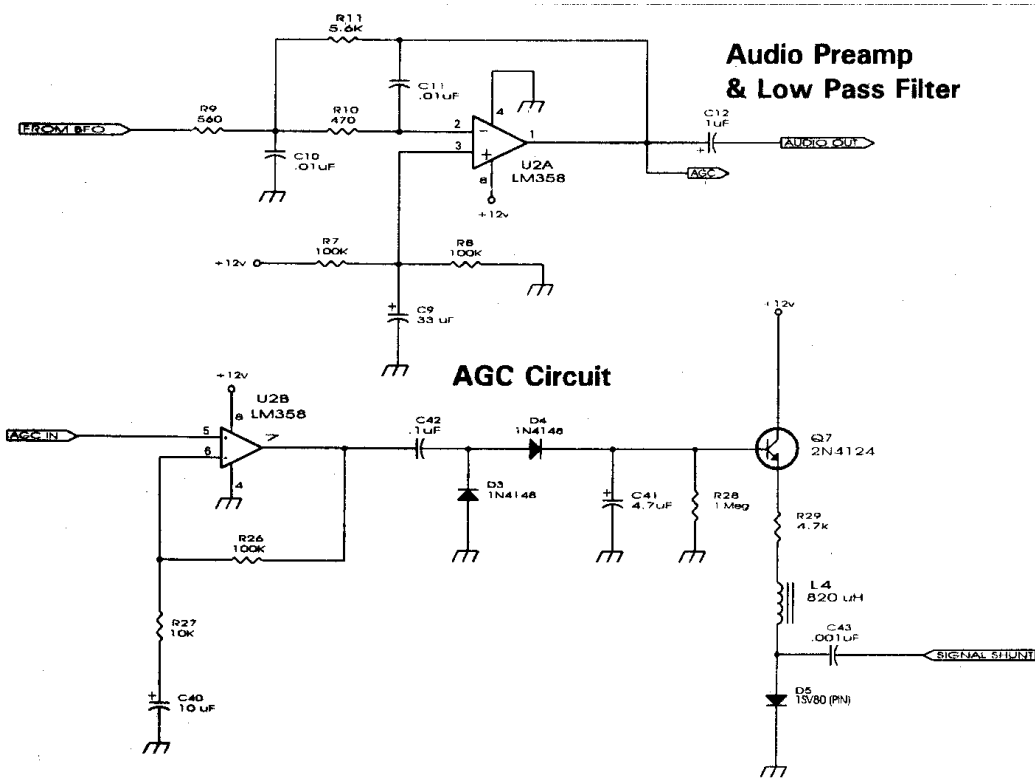 R11
5.6K
Audio Preamp
& Low Pass Filter
C11
.01uF
4
R9
560
R10
470
C12
1uF
FROM BFO
2
-
1
+
AUDIO OUT
3
+
C10
.01uF
U2A
LM358
AGC
8
+12v
R7
100K
R8
100K
+12v
+
C9
33 uF
+12v
AGC Circuit
+12v
U2B
LM358
8
7
C42
.1uF
D4
1N4148
Q7
2N4124
AGC IN
5
6
4
D3
1N4148
+
C41
4.7uF
R28
1 Meg
R29
4.7k
R26
100K
L4
820 uH
R27
10K
C43
.001uF
SIGNAL SHUNT
+
C40
10 uF
D5
1SV80 (PIN)